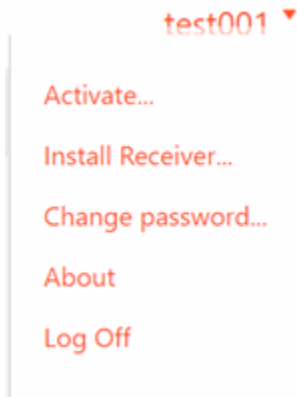 test001
Activate...
Install Receiver...
Change password...
About
Log Off